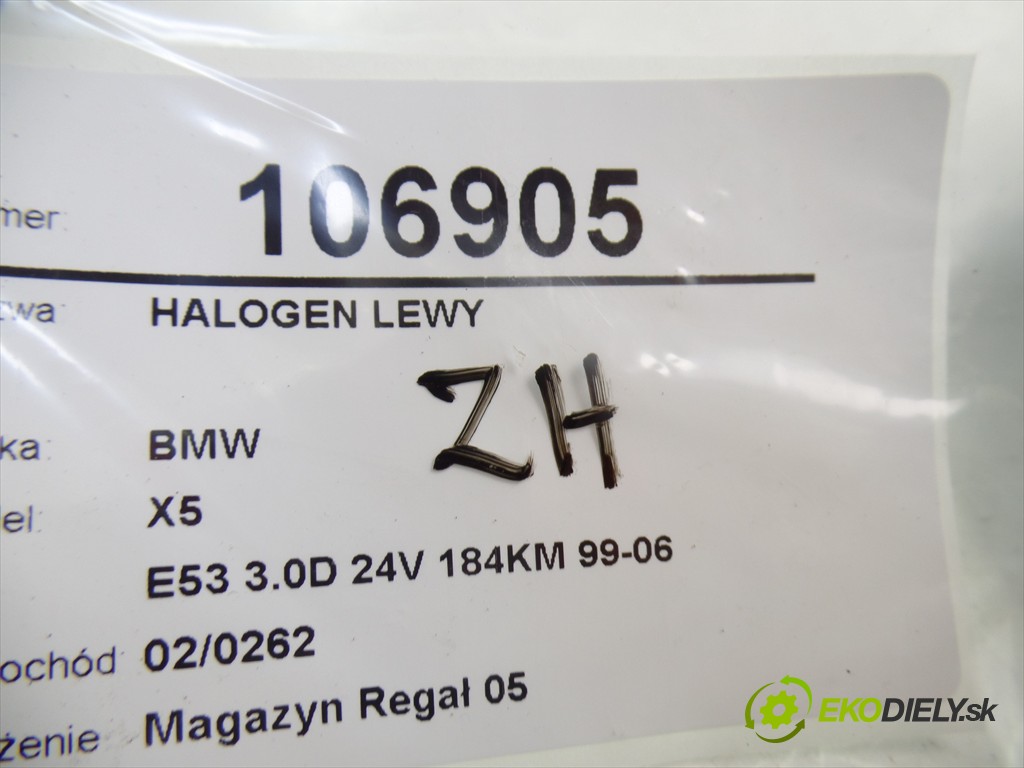 mer: 106905
zwa HALOGEN LEWY
ZH
ka: BMW
el: X5
E53 3.0D 24V 184KM 99-06
ochód 02/0262
żenie Magazyn Regał 05
EKODIELY.sk